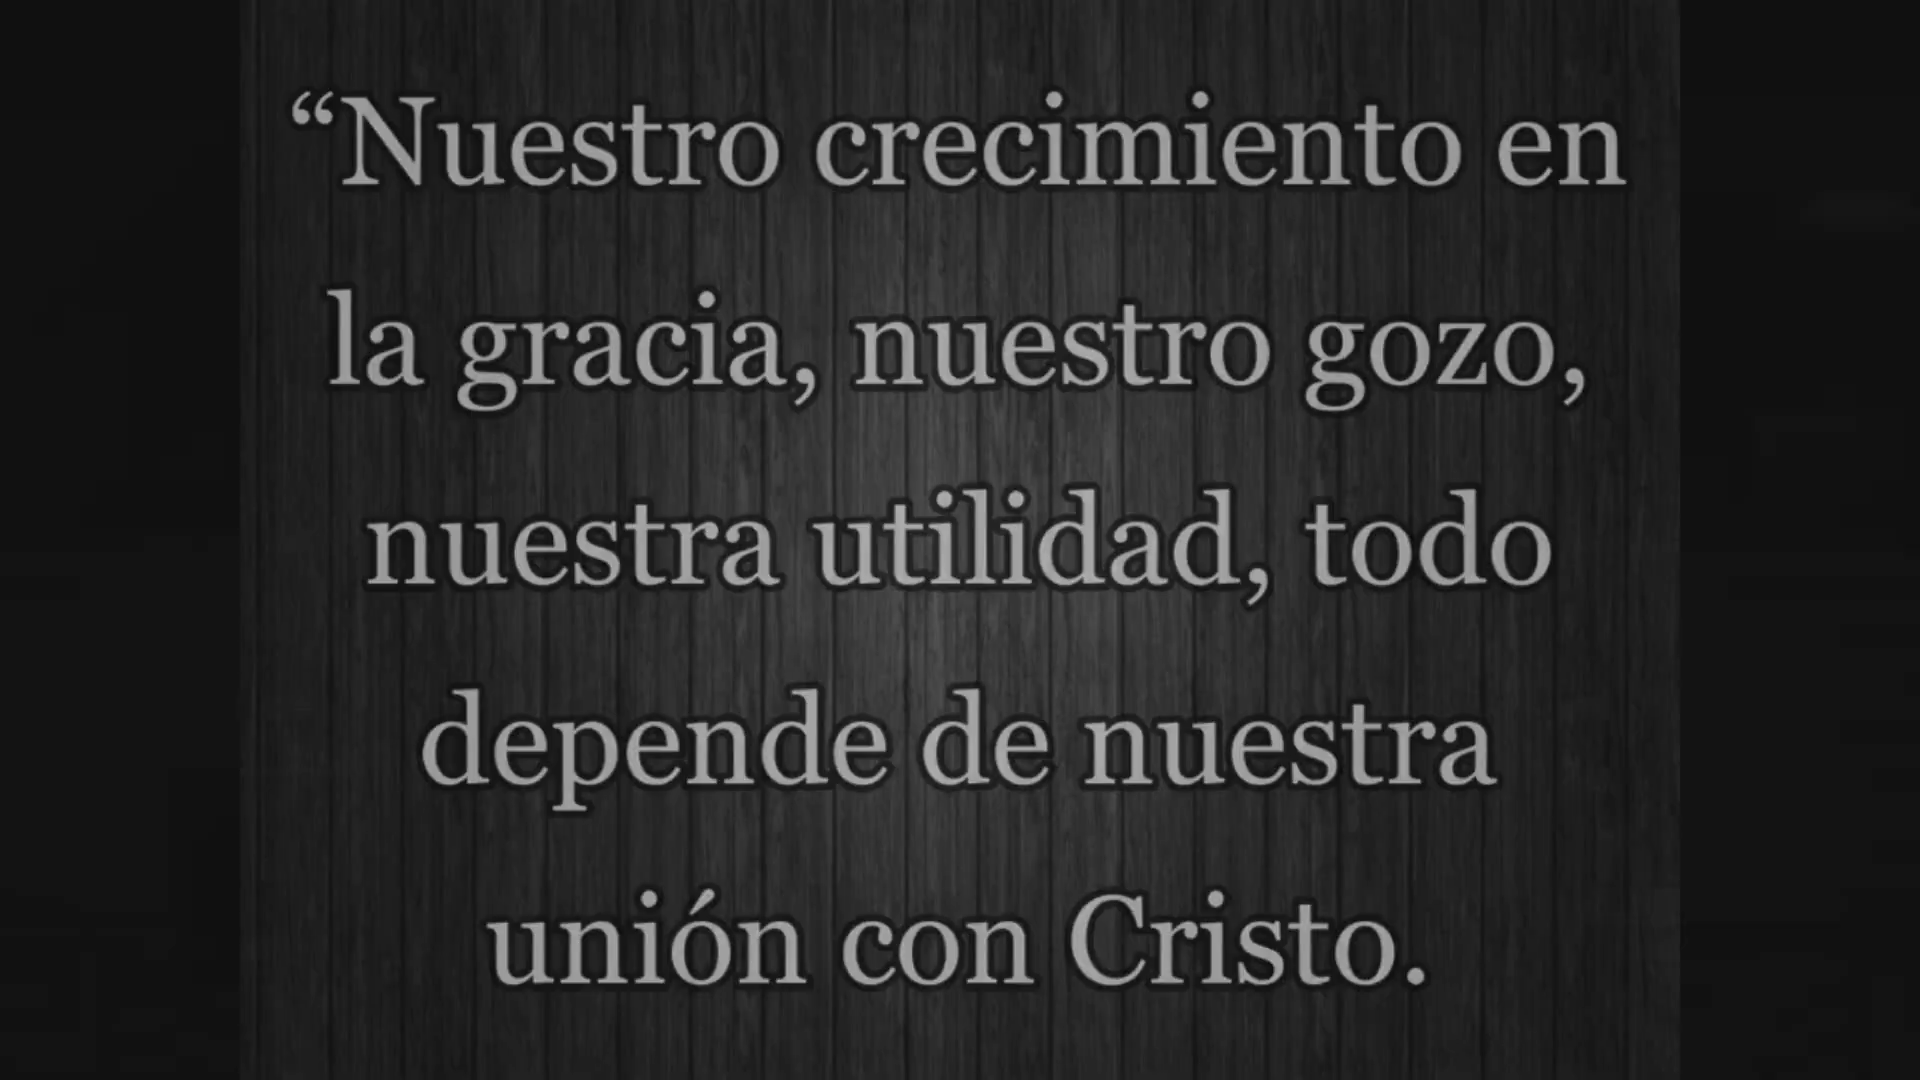 “Nuestro crecimiento en
la gracia, nuestro gozo,
nuestra utilidad, todo
depende de nuestra
unión con Cristo.